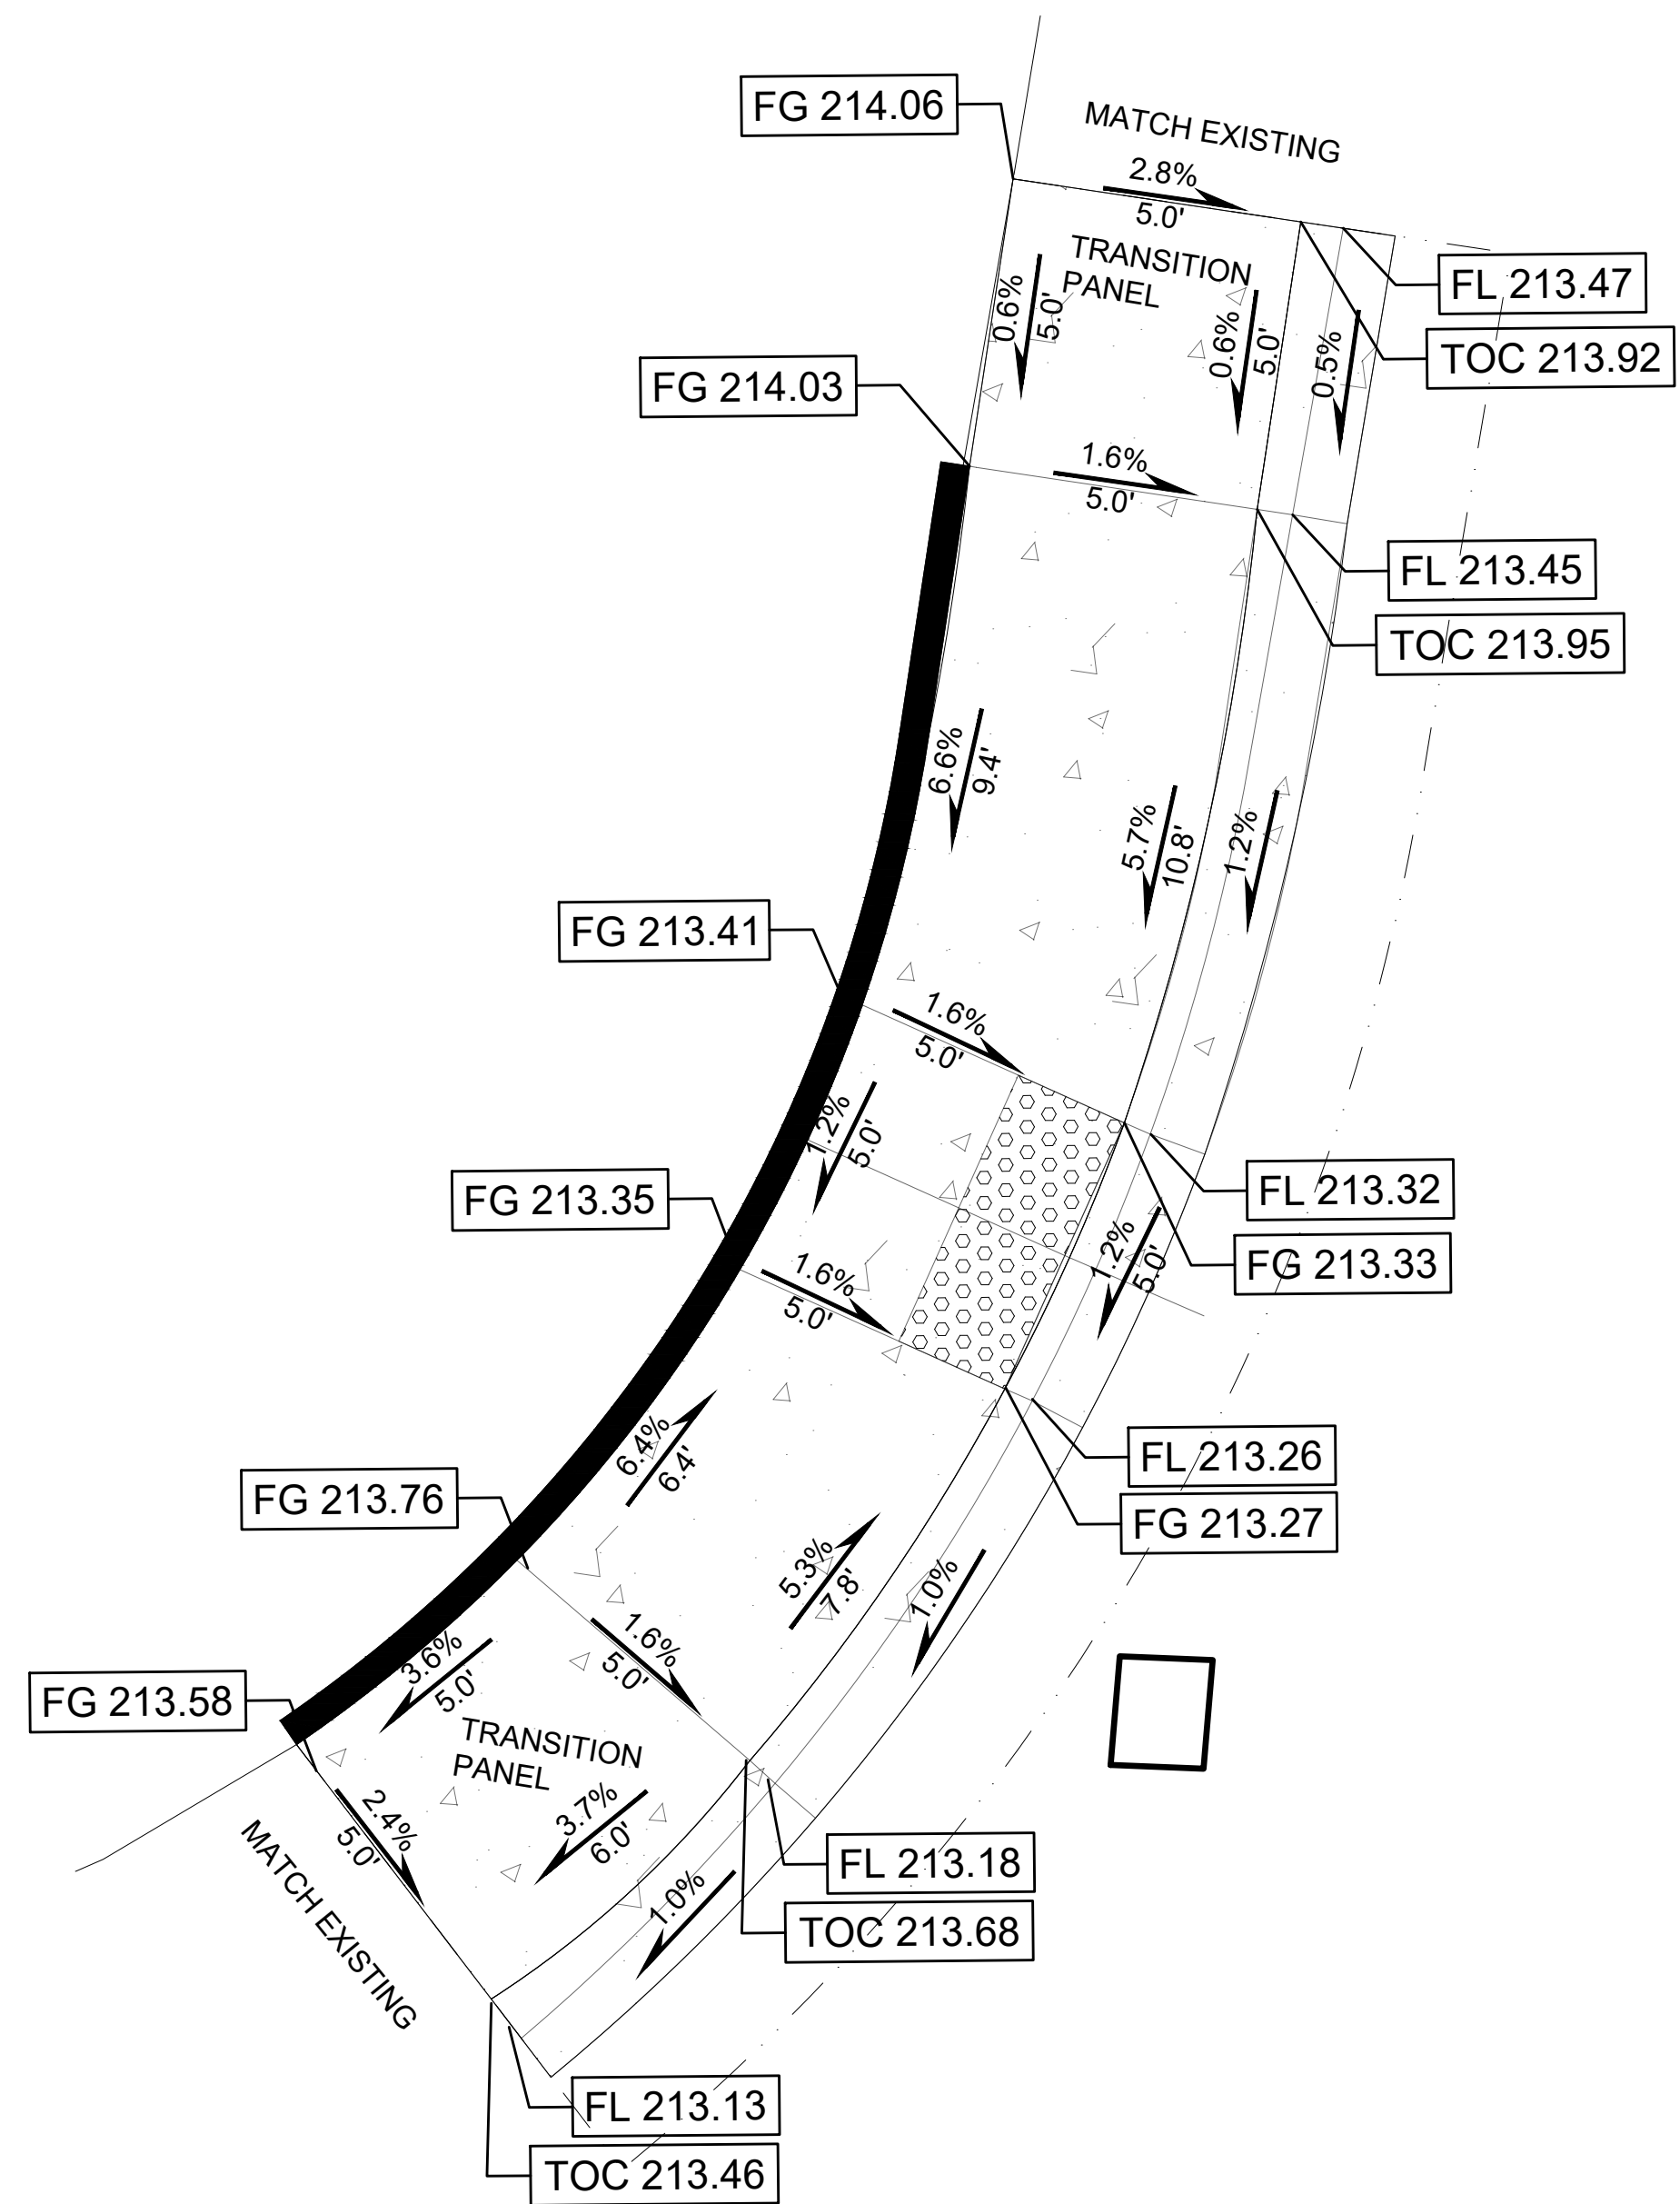 FG 214.06
MATCH EXISTING
2.8%
5.0'
TRANSITION
PANEL
FL 213.47
TOC 213.92
0.6%
5.0'
0.6%
5.0'
0.5%
FG 214.03
1.6%
5.0'
FL 213.45
TOC 213.95
6.6%
9.4'
5.7%
10.8'
1.2%
FG 213.41
1.6%
5.0'
1.2%
5.0'
FG 213.35
FL 213.32
FG 213.33
1.2%
5.0'
1.6%
5.0'
6.4%
6.4'
FL 213.26
FG 213.27
FG 213.76
5.3%
7.8'
1.0%
1.6%
5.0'
3.6%
5.0'
FG 213.58
TRANSITION
PANEL
2.4%
5.0'
3.7%
6.0'
MATCH EXISTING
FL 213.18
TOC 213.68
1.0%
FL 213.13
TOC 213.46